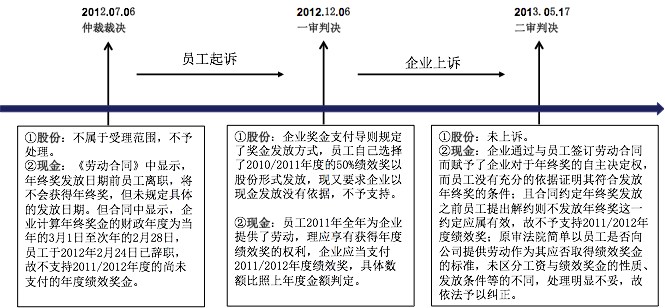 2012.07.06
仲裁裁决
2012.12.06
一审判决
2013.05.17
二审判决
员工起诉
企业上诉
①股份：不属于受理范围，不予
处理。
②现金：《劳动合同》中显示，
年终奖发放日期前员工离职，将
不会获得年终奖，但未规定具体
的发放日期。但合同中显示，企
业计算年终奖金的财政年度为当
年的3月1日至次年的2月28日，
员工于2012年2月24日已辞职，
故不支持2011/2012年度的尚未
支付的年度绩效奖金。
①股份：企业奖金支付导则规定
了奖金发放方式，员工自己选择
了2010/2011年度的50%绩效奖以
股份形式发放，现又要求企业以
现金发放没有依据，不予支持。
②现金：员工2011年全年为企业
提供了劳动，理应享有获得年度
绩效奖的权利，企业应当支付
2011/2012年度绩效奖，具体数
额比照上年度金额判定。
①股份：未上诉。
②现金：企业通过与员工签订劳动合同
而赋予了企业对于年终奖的自主决定权，
而员工没有充分的依据证明其符合发放
年终奖的条件；且合同约定年终奖发放
之前员工提出解约则不发放年终奖这一
约定应属有效，故不予支持2011/2012年
度绩效奖；原审法院简单以员工是否向
公司提供劳动作为其应否取得绩效奖金
的标准，未区分工资与绩效奖金的性质、
发放条件等的不同，处理明显不妥，故
依法予以纠正。